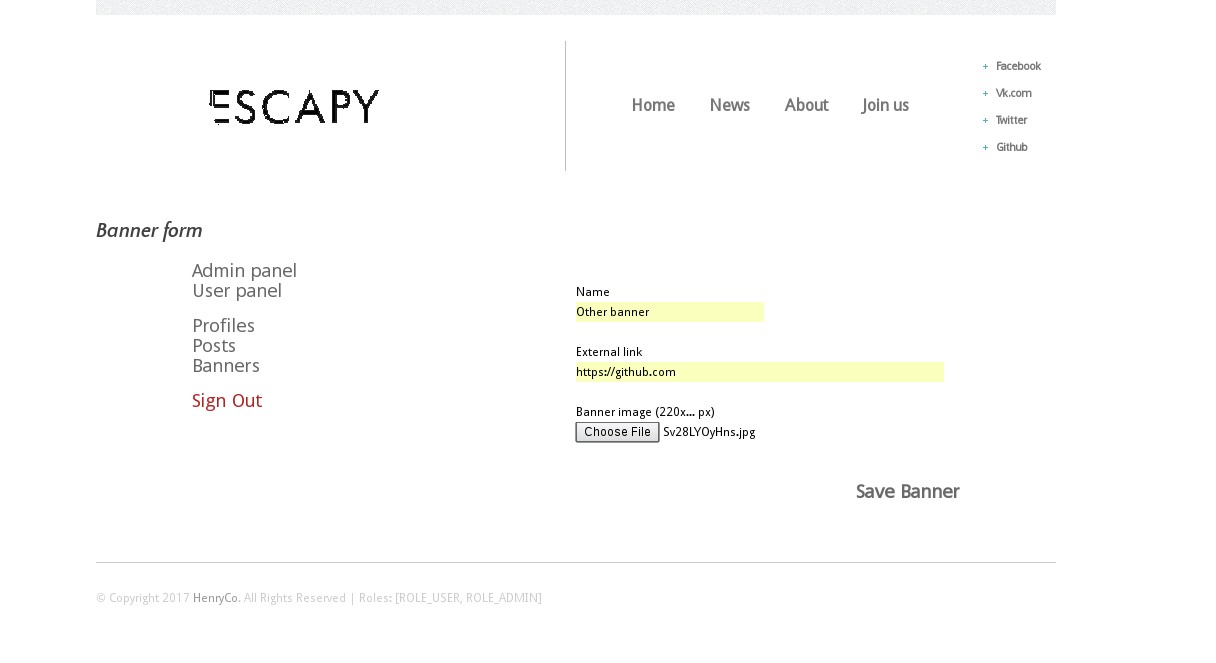 ESCAPY
Home News About Join us
Facebook
Vk.com
Twitter
Github
Banner form
Admin panel
User panel
Profiles
Posts
Banners
Sign Out
Name
Other banner
External link
https://github.com
Banner image (220x... px)
Choose File Sv28LYOyHns.jpg
Save Banner
© Copyright 2017 HenryCo. All Rights Reserved | Roles: [ROLE_USER, ROLE_ADMIN]